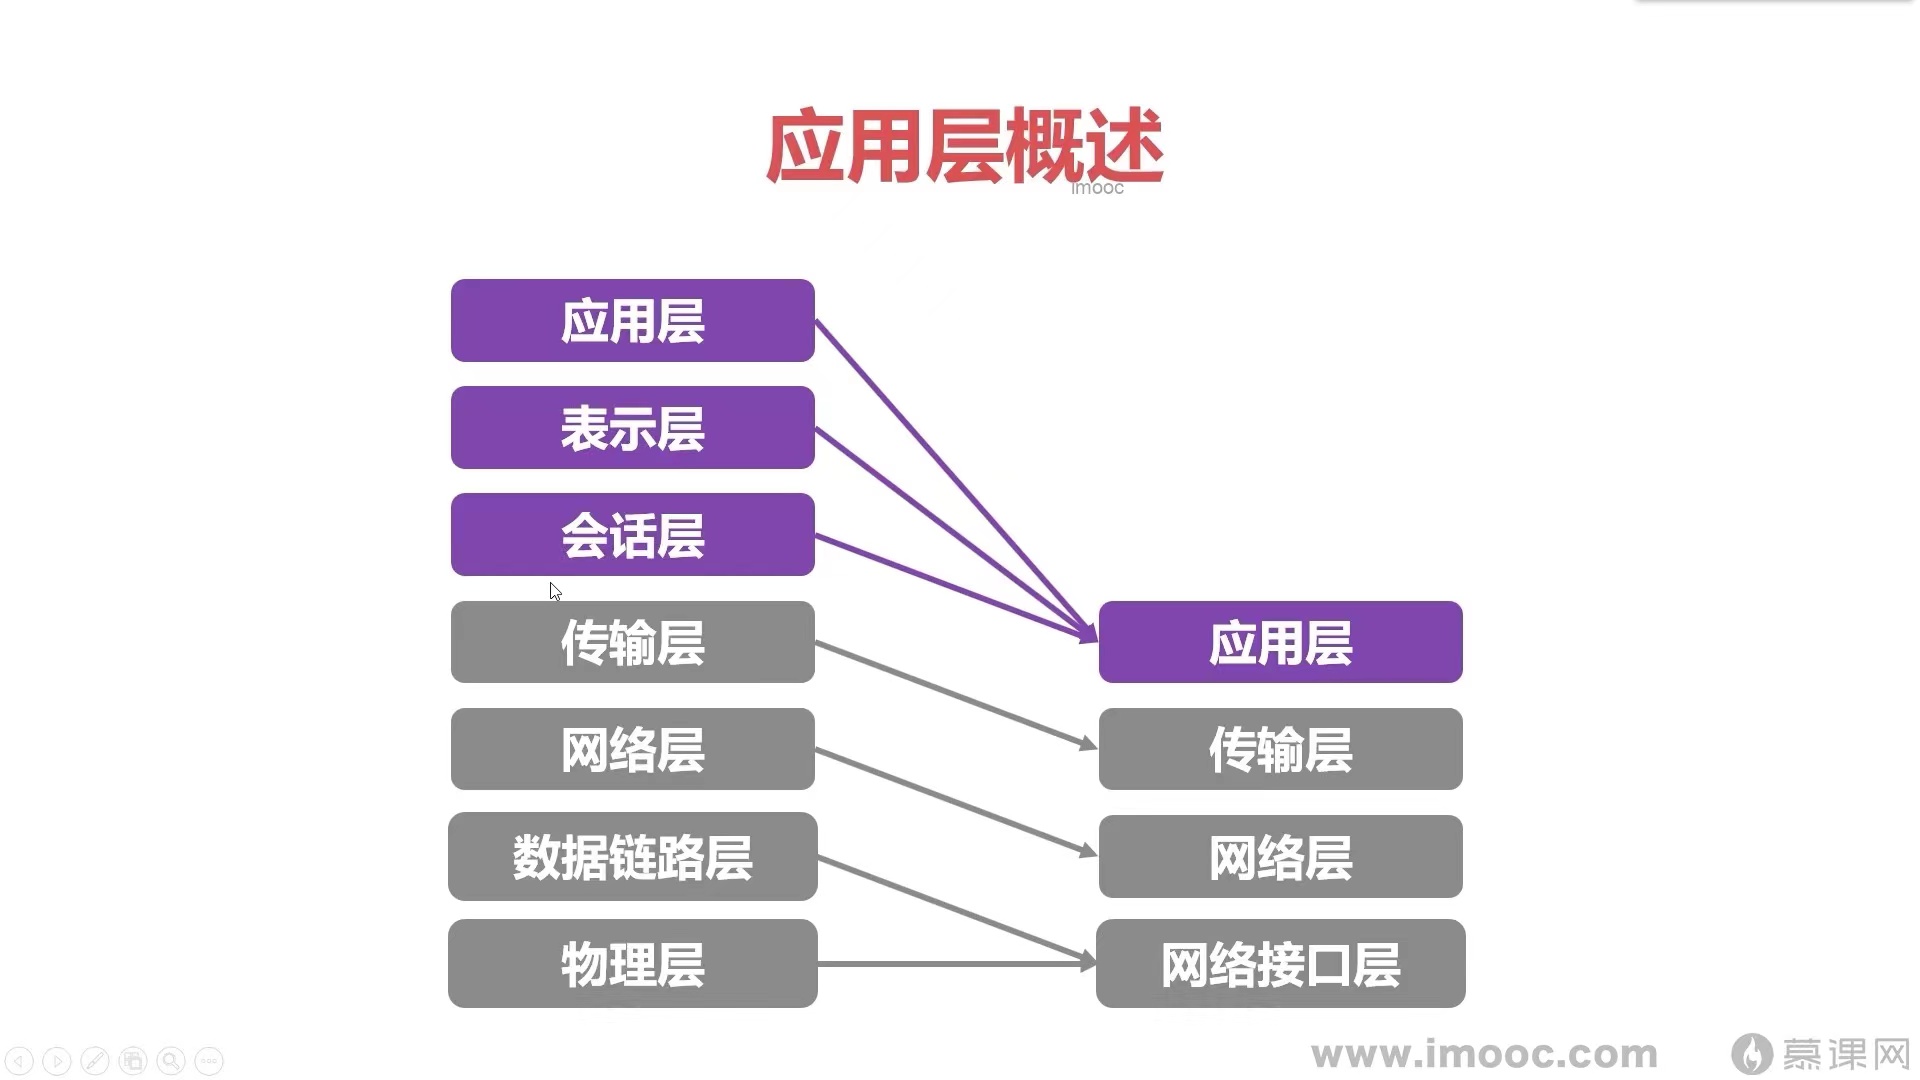 应用层概述
imooc
应用层
表示层
会话层
传输层
网络层
数据链路层
物理层
应用层
传输层
网络层
网络接口层
www.imooc.com
慕课网